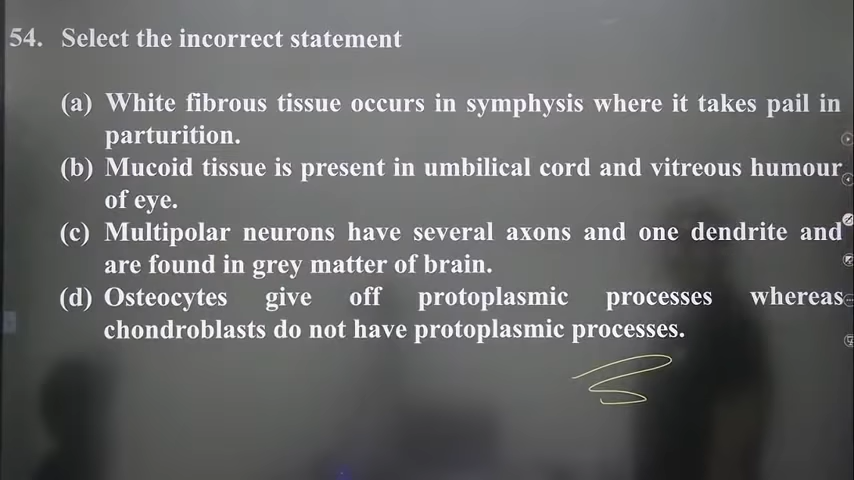 54. Select the incorrect statement
(a) White fibrous tissue occurs in symphysis where it takes pail in
parturition.
(b) Mucoid tissue is present in umbilical cord and vitreous humour
of eye.
(c) Multipolar neurons have several axons and one dendrite and
are found in grey matter of brain.
(d) Osteocytes give off protoplasmic processes whereas
chondroblasts do not have protoplasmic processes.